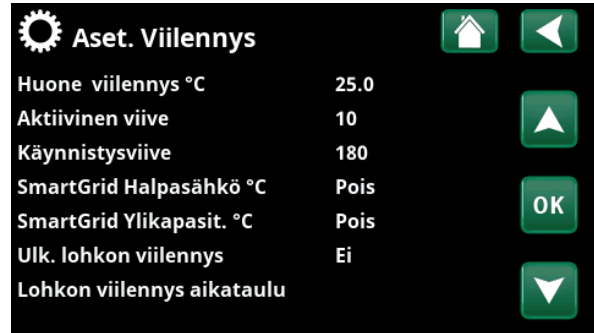 Aset. Viilennys
Huone viilennys °C 25.0
Aktiivinen viive 10
Käynnistysviive 180
SmartGrid Halpasähkö °C Pois
SmartGrid Ylikapasit. °C Pois
Ulk. lohkon viilennys Ei
Lohkon viilennys aikataulu
OK